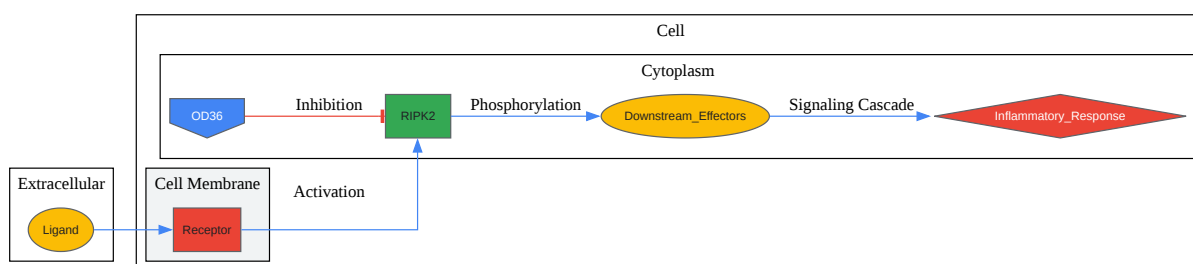 Cell
Cytoplasm
OD36
Inhibition
RIPK2
Phosphorylation
Downstream_Effectors
Signaling Cascade
Inflammatory_Response
Extracellular
Ligand
Cell Membrane
Receptor
Activation